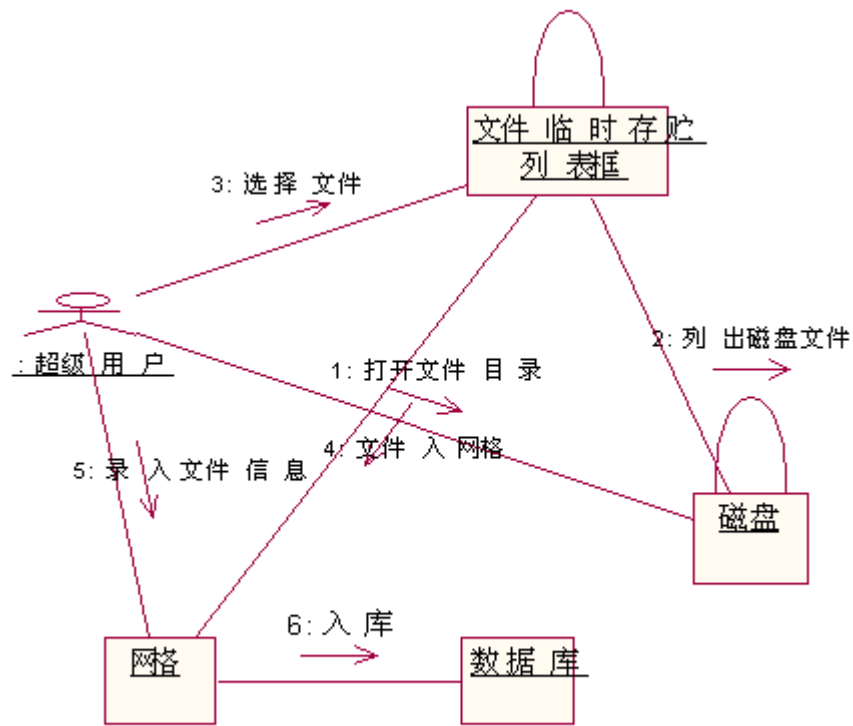 文件 临 时 存 贮
列 表框
3: 选 择 文件
2: 列 出磁盘文件
: 超级 用 户
1: 打开文件 目 录
4: 文件 入 网格
5: 录 入 文件 信 息
磁盘
6: 入 库
网格
数 据 库